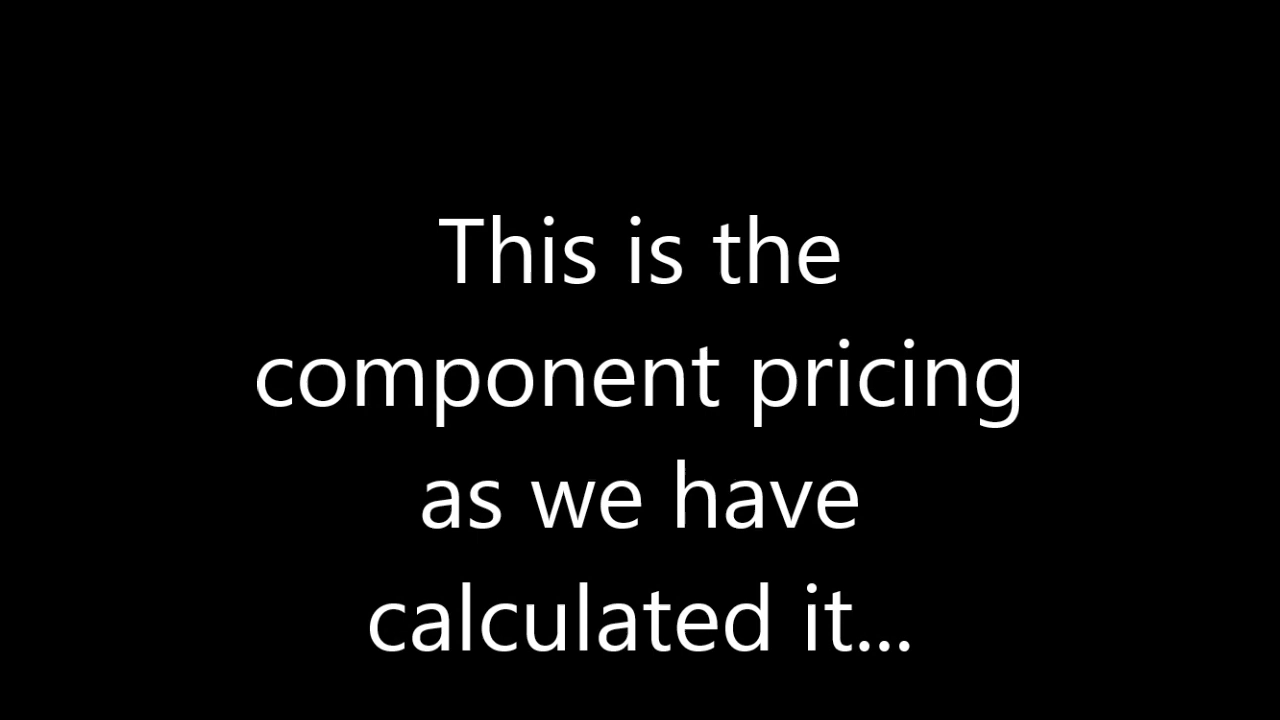 This is the
component pricing
as we have
calculated it...